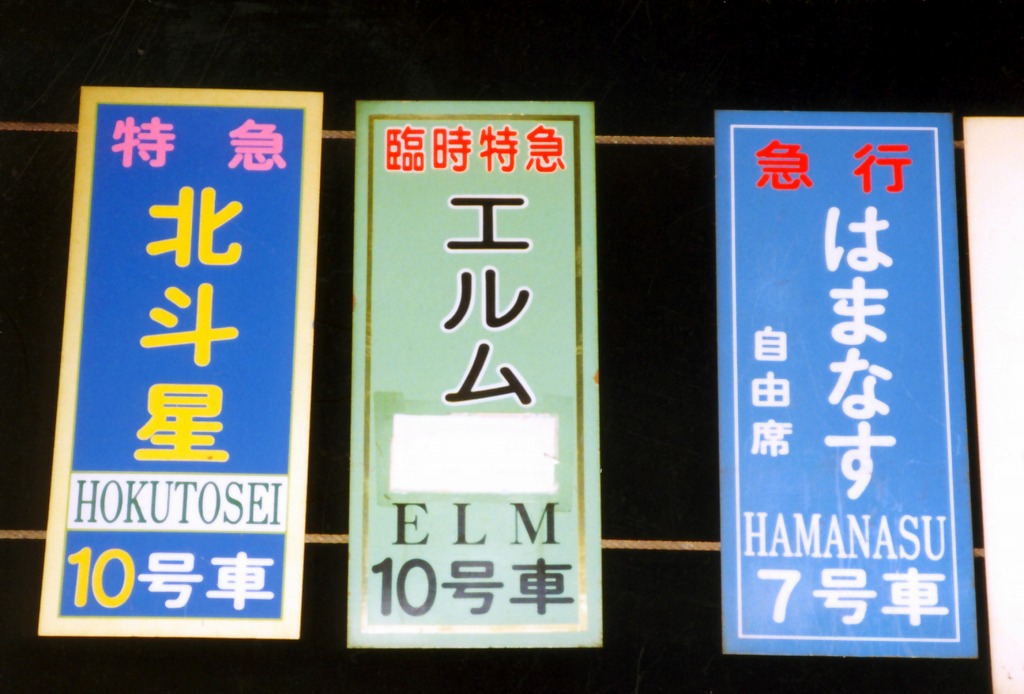 特急
北斗星
HOKUTOSEI
10号車
臨時特急
エルム
ELM
10号車
急行
はまなす
自由席
HAMANASU
7号車